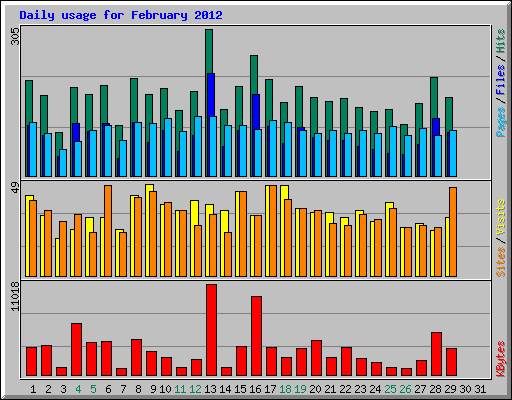 Daily usage for February 2012
305
Pages / Files / Hits
49
Sites / Visits
11018
KBytes
1 2 3 4 5 6 7 8 9 10 11 12 13 14 15 16 17 18 19 20 21 22 23 24 25 26 27 28 29 30 31